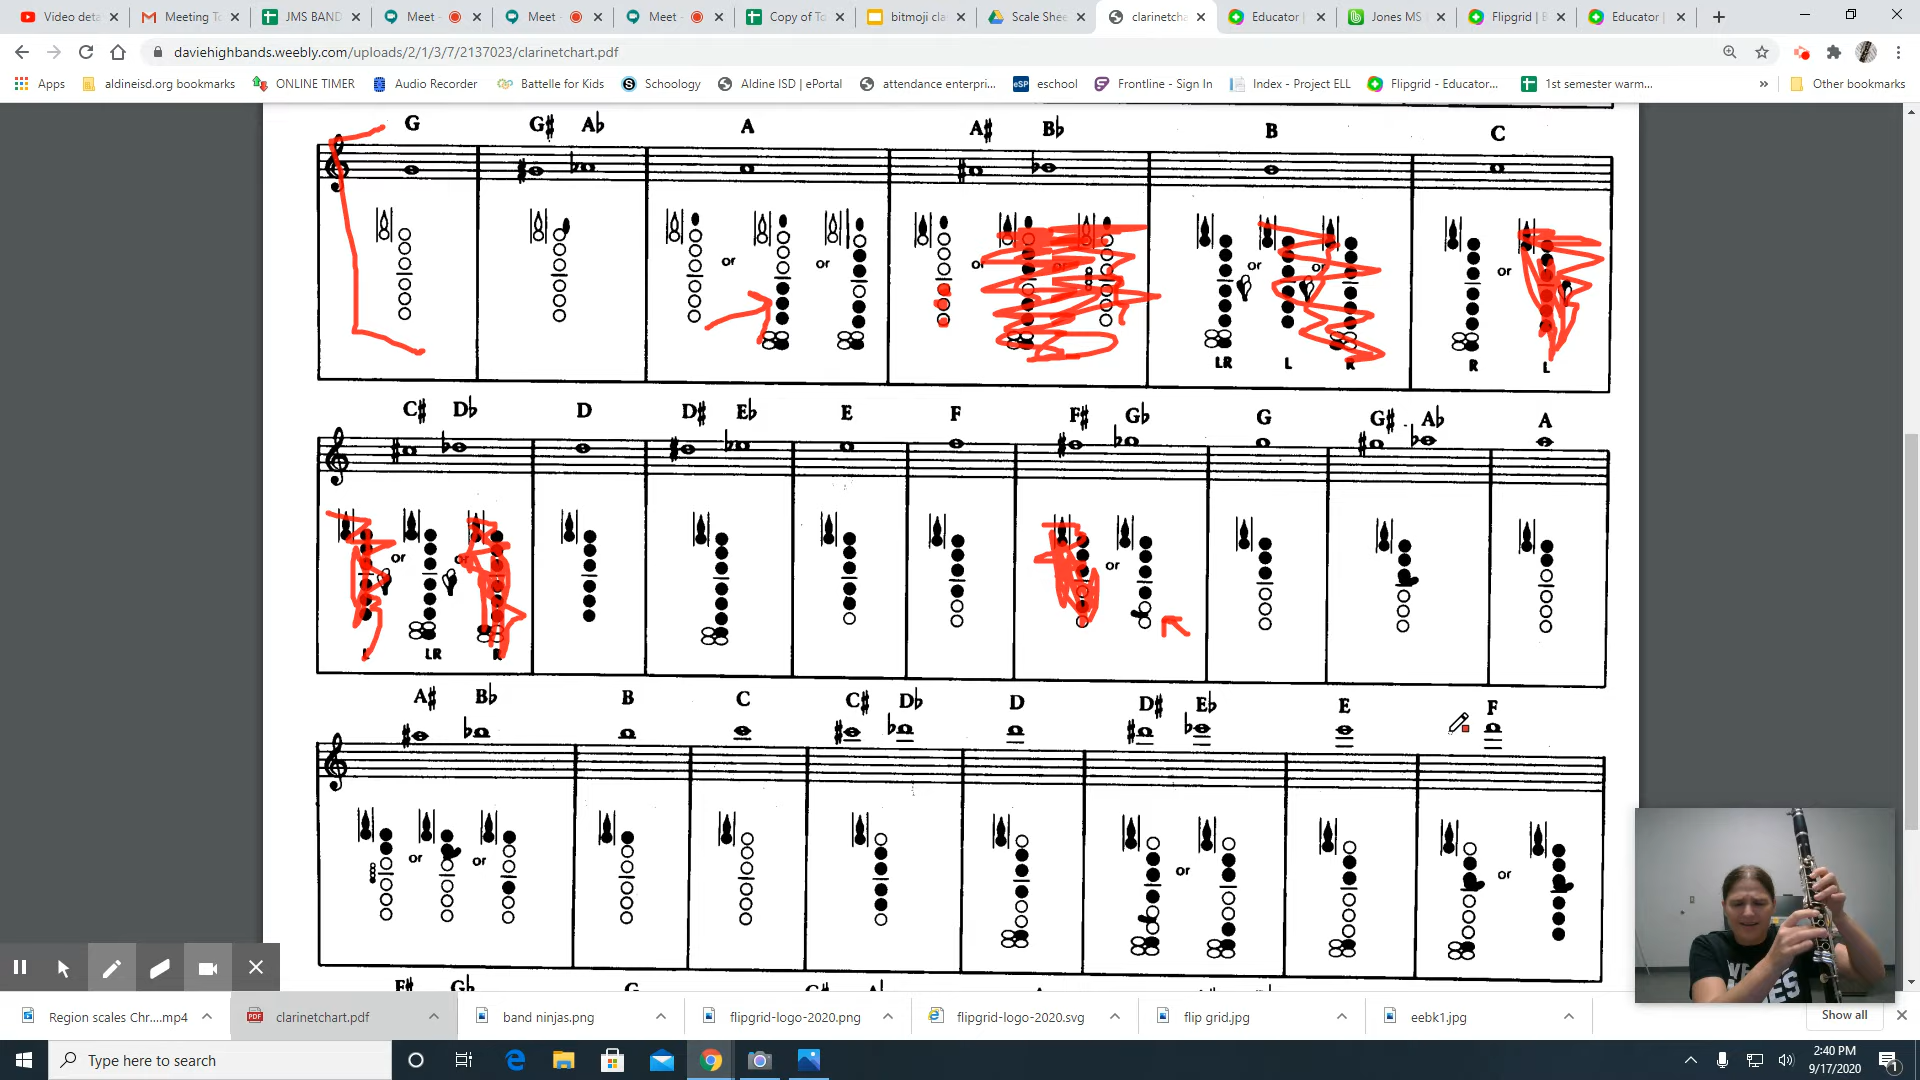 Video deta
Meeting To
JMS BAND
Meet -
Meet -
Meet -
Copy of To
bitmoji cla
Scale Shee
clarinetcha
Educator |
Jones MS |
Flipgrid | B
Educator |
daviehighbands.weebly.com/uploads/2/1/3/7/2137023/clarinetchart.pdf
Apps
aldineisd.org bookmarks
ONLINE TIMER
Audio Recorder
Battelle for Kids
Schoology
Aldine ISD | ePortal
attendance enterpri...
eSP eschool
Frontline - Sign In
Index - Project ELL
Flipgrid - Educator...
1st semester warm...
»
Other bookmarks
G G♯ A♭ A A♯ B♭ B C
or or or or or or
LR L R R L
C♯ D♭ D D♯ E♭ E F F♯ G♭ G G♯ A♭ A
or or or
L LR R
A♯ B♭ B C C♯ D♭ D D♯ E♭ E F
or or or or
F♯ G♭ G G♯ A♭ A
WE
Region scales Chr....mp4
clarinetchart.pdf
band ninjas.png
flipgrid-logo-2020.png
flipgrid-logo-2020.svg
flip grid.jpg
eebk1.jpg
Show all
Type here to search
2:40 PM
9/17/2020
1